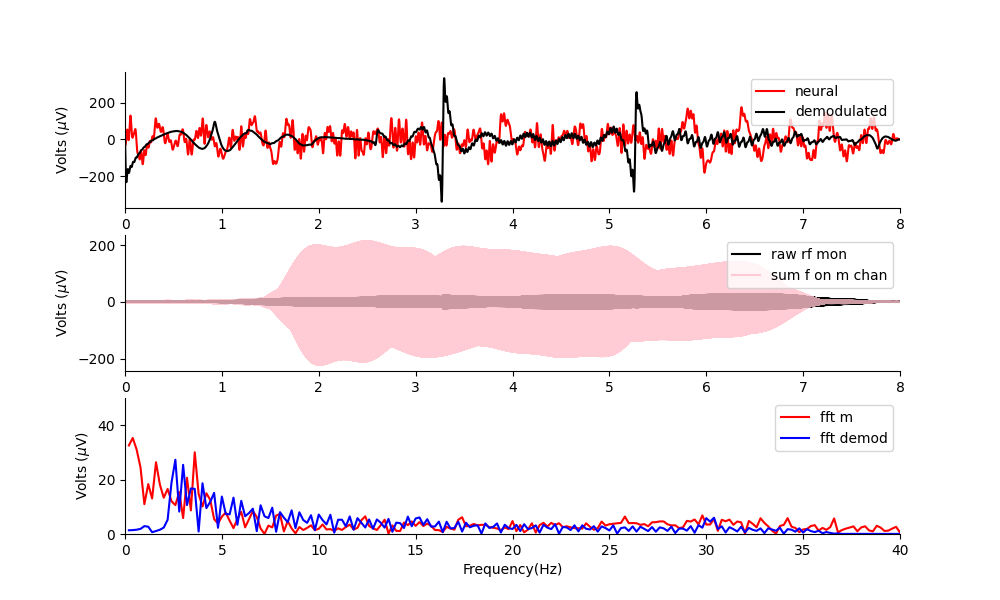 Volts (μV)
200
0
−200
neural
demodulated
0 1 2 3 4 5 6 7 8
Volts (μV)
200
0
−200
raw rf mon
sum f on m chan
0 1 2 3 4 5 6 7 8
Volts (μV)
40
20
0
fft m
fft demod
0 5 10 15 20 25 30 35 40
Frequency(Hz)